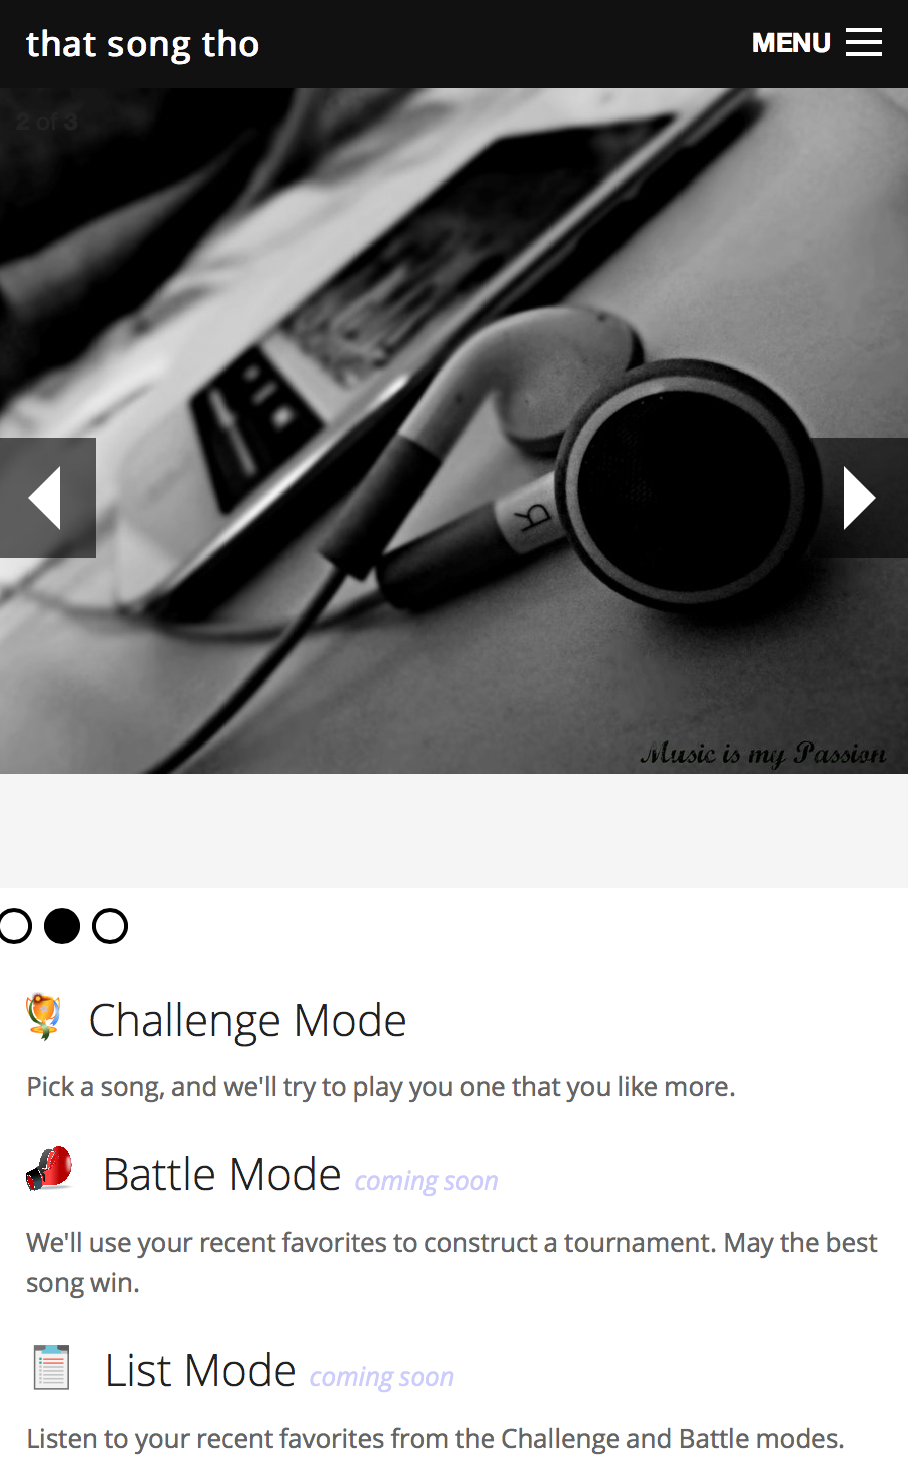 that song tho
MENU
2 of 3
R
Music is my Passion
Challenge Mode
Pick a song, and we'll try to play you one that you like more.
Battle Mode coming soon
We'll use your recent favorites to construct a tournament. May the best
song win.
List Mode coming soon
Listen to your recent favorites from the Challenge and Battle modes.